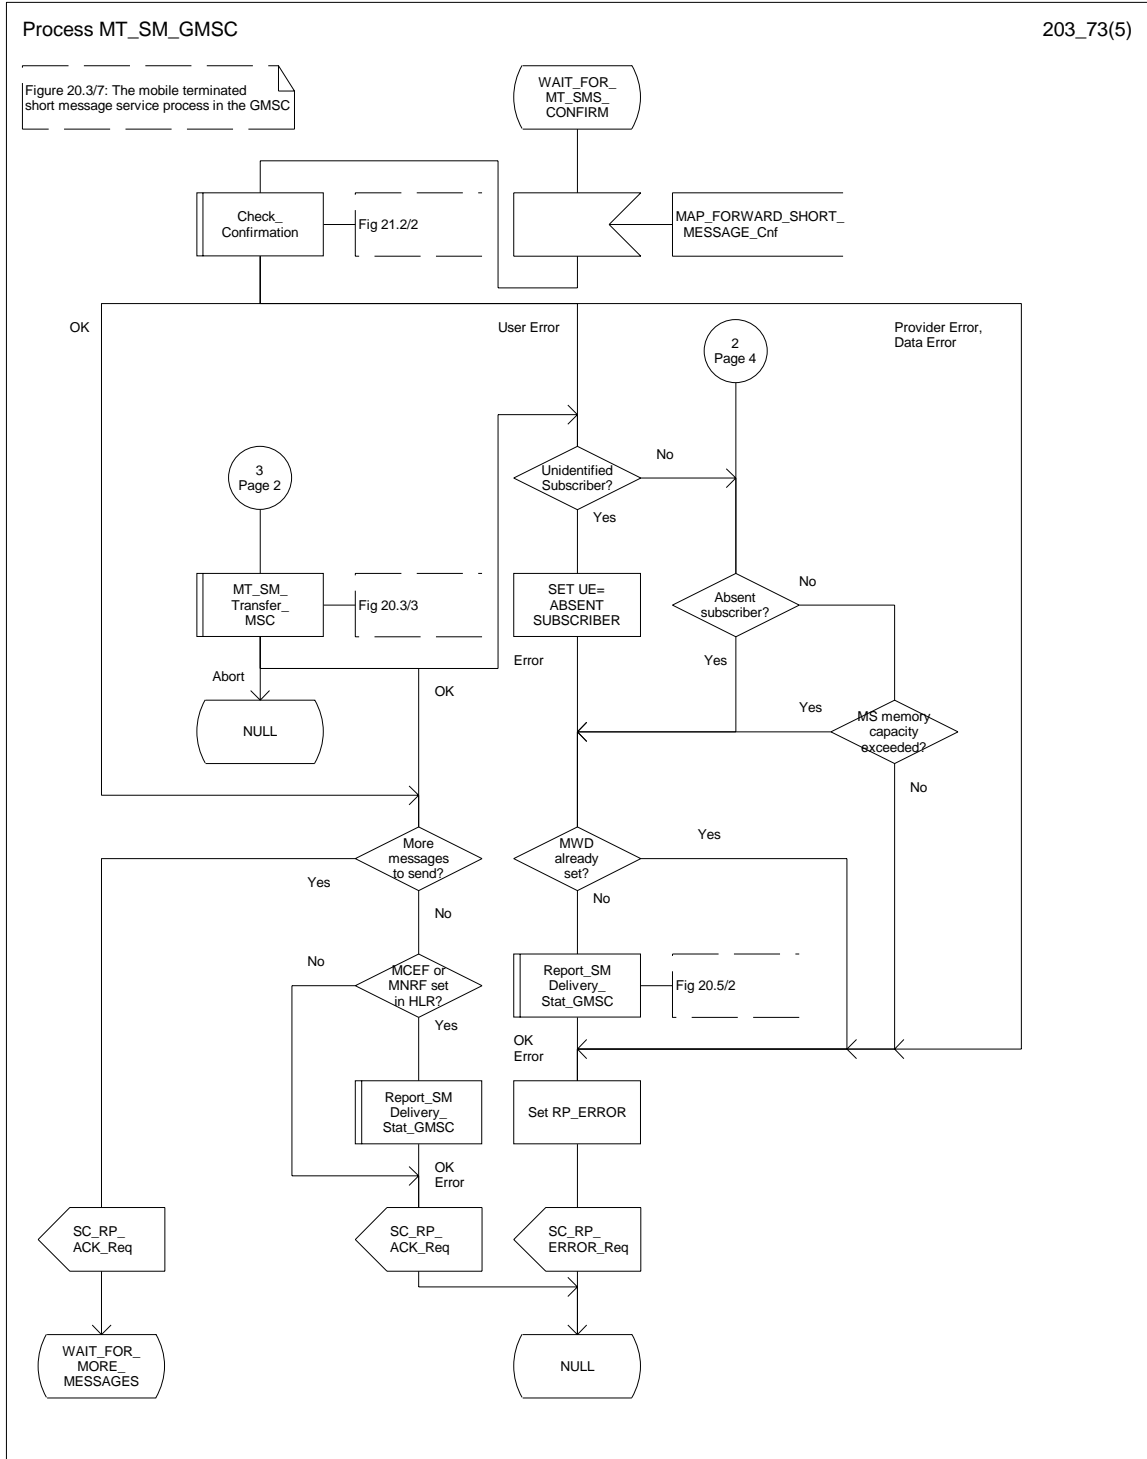 Process MT_SM_GMSC
203_73(5)
Figure 20.3/7: The mobile terminated
short message service process in the GMSC
WAIT_FOR_
MT_SMS_
CONFIRM
Check_
Confirmation
Fig 21.2/2
MAP_FORWARD_SHORT_
MESSAGE_Cnf
OK
User Error
Provider Error,
Data Error
2
Page 4
3
Page 2
Unidentified
Subscriber?
No
Yes
MT_SM_
Transfer_
MSC
Fig 20.3/3
SET UE=
ABSENT
SUBSCRIBER
Absent
subscriber?
No
Yes
Error
Abort
OK
NULL
Yes
MS memory
capacity
exceeded?
No
More
messages
to send?
Yes
No
MWD
already
set?
Yes
No
No
MCEF or
MNRF set
in HLR?
Yes
Report_SM
Delivery_
Stat_GMSC
Fig 20.5/2
OK
Error
Report_SM
Delivery_
Stat_GMSC
Set RP_ERROR
OK
Error
SC_RP_
ACK_Req
SC_RP_
ACK_Req
SC_RP_
ERROR_Req
WAIT_FOR_
MORE_
MESSAGES
NULL